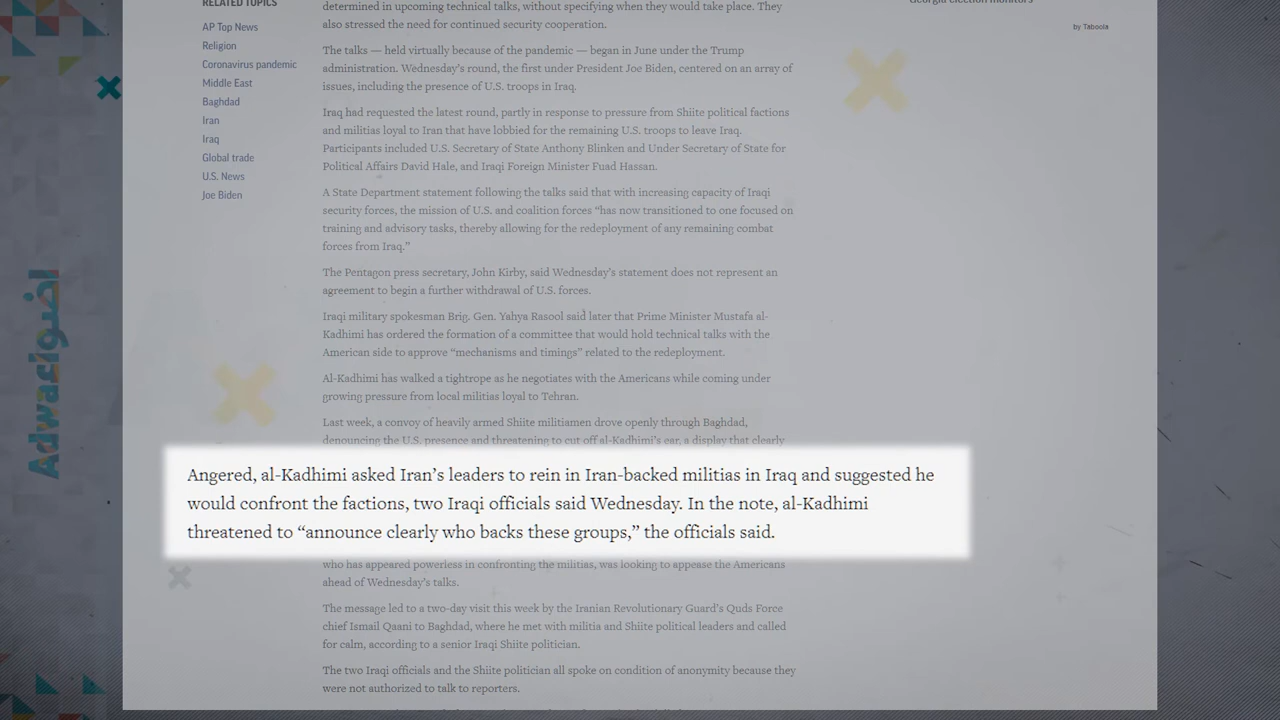 RELATED TOPICS
AP Top News
Religion
Coronavirus pandemic
Middle East
Baghdad
Iran
Iraq
Global trade
U.S. News
Joe Biden
determined in upcoming technical talks, without specifying when they would take place. They
also stressed the need for continued security cooperation.
The talks — held virtually because of the pandemic — began in June under the Trump
administration. Wednesday’s round, the first under President Joe Biden, centered on an array of
issues, including the presence of U.S. troops in Iraq.
Iraq had requested the latest round, partly in response to pressure from Shiite political factions
and militias loyal to Iran that have lobbied for the remaining U.S. troops to leave Iraq.
Participants included U.S. Secretary of State Anthony Blinken and Under Secretary of State for
Political Affairs David Hale, and Iraqi Foreign Minister Fuad Hassan.
A State Department statement following the talks said that with increasing capacity of Iraqi
security forces, the mission of U.S. and coalition forces “has now transitioned to one focused on
training and advisory tasks, thereby allowing for the redeployment of any remaining combat
forces from Iraq.”
The Pentagon press secretary, John Kirby, said Wednesday’s statement does not represent an
agreement to begin a further withdrawal of U.S. forces.
Iraqi military spokesman Brig. Gen. Yahya Rasool said later that Prime Minister Mustafa al-
Kadhimi has ordered the formation of a committee that would hold technical talks with the
American side to approve “mechanisms and timings” related to the redeployment.
Al-Kadhimi has walked a tightrope as he negotiates with the Americans while coming under
growing pressure from local militias loyal to Tehran.
Last week, a convoy of heavily armed Shiite militiamen drove openly through Baghdad,
denouncing the U.S. presence and threatening to cut off al-Kadhimi’s ear, a display that clearly
Angered, al-Kadhimi asked Iran’s leaders to rein in Iran-backed militias in Iraq and suggested he
would confront the factions, two Iraqi officials said Wednesday. In the note, al-Kadhimi
threatened to “announce clearly who backs these groups,” the officials said.
who has appeared powerless in confronting the militias, was looking to appease the Americans
ahead of Wednesday’s talks.
The message led to a two-day visit this week by the Iranian Revolutionary Guard’s Quds Force
chief Ismail Qaani to Baghdad, where he met with militia and Shiite political leaders and called
for calm, according to a senior Iraqi Shiite politician.
The two Iraqi officials and the Shiite politician all spoke on condition of anonymity because they
were not authorized to talk to reporters.
Georgia election monitors
by Taboola
اضواء
Adwaa